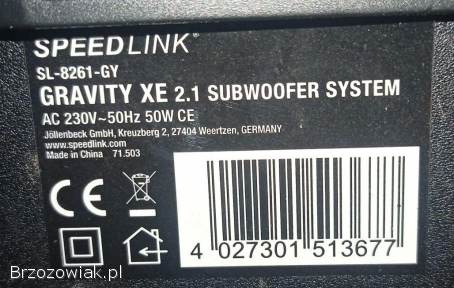 SPEEDLINK®
SL-8261-GY
GRAVITY XE 2.1 SUBWOOFER SYSTEM
AC 230V~50Hz 50W CE
Jöllenbeck GmbH, Kreuzberg 2, 27404 Weertzen, GERMANY
www.speedlink.com
Made in China 71.503
CE
4 027301 513677
Brzozowiak.pl